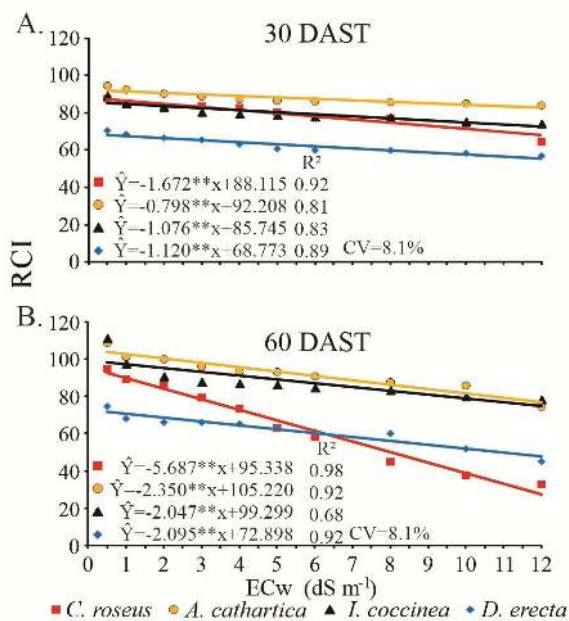 A.
30 DAST
120
100
80
60
40
20
0
R²
Ŷ=-1.672**x+88.115 0.92
Ŷ=-0.798**x+92.208 0.81
Ŷ=-1.076**x+85.745 0.83
Ŷ=-1.120**x+68.773 0.89 CV=8.1%
RCI
B.
60 DAST
120
100
80
60
40
20
0
R²
Ŷ=-5.687**x+95.338 0.98
Ŷ=-2.350**x+105.220 0.92
Ŷ=-2.047**x+99.299 0.68
Ŷ=-2.095**x+72.898 0.92 CV=8.1%
0 1 2 3 4 5 6 7 8 9 10 11 12
ECw (dS m⁻¹)
C. roseus A. cathartica I. coccinea D. erecta